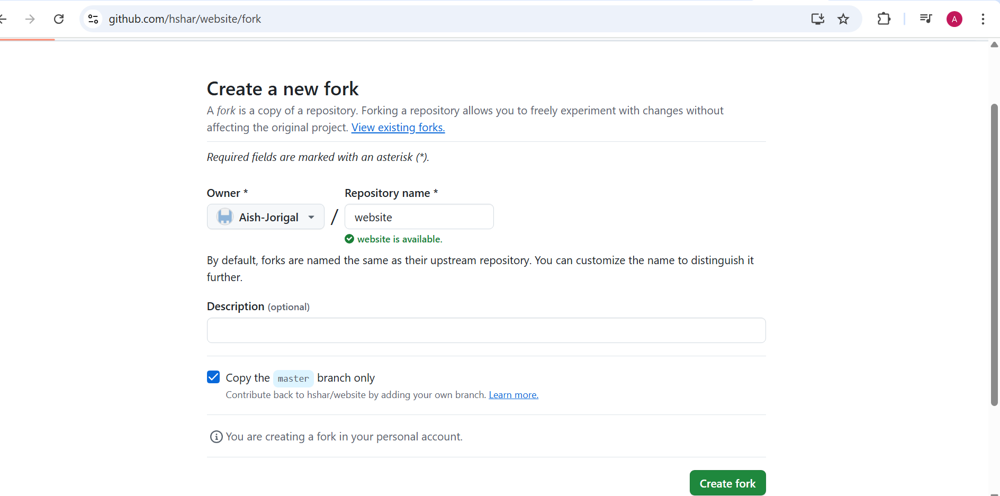 github.com/hshar/website/fork
A
Create a new fork
A fork is a copy of a repository. Forking a repository allows you to freely experiment with changes without
affecting the original project. View existing forks.
Required fields are marked with an asterisk (*).
Owner *
Repository name *
Aish-Jorigal
/
website
website is available.
By default, forks are named the same as their upstream repository. You can customize the name to distinguish it
further.
Description (optional)
Copy the master branch only
Contribute back to hshar/website by adding your own branch. Learn more.
You are creating a fork in your personal account.
Create fork